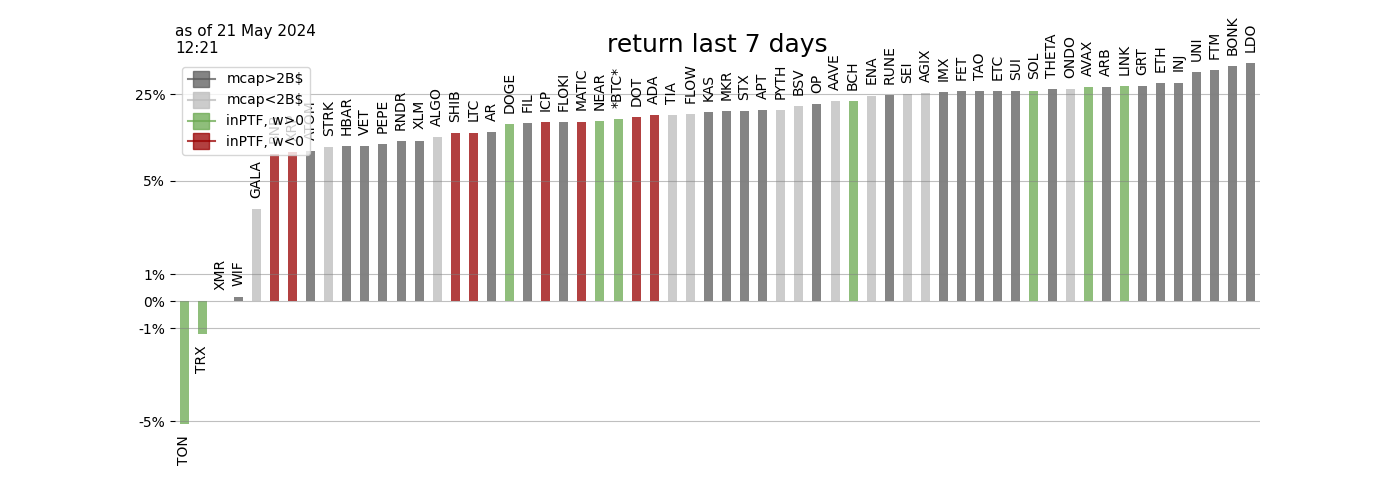 as of 21 May 2024
12:21
return last 7 days
mcap>2B$
mcap<2B$
inPTF, w>0
inPTF, w<0
25%
5%
1%
0%
-1%
-5%
TON
TRX
XMR
WIF
GALA
BNB
XRP
ATOM
STRK
HBAR
VET
PEPE
RNDR
XLM
ALGO
SHIB
LTC
AR
DOGE
FIL
ICP
FLOKI
MATIC
NEAR
*BTC*
DOT
ADA
TIA
FLOW
KAS
MKR
STX
APT
PYTH
BSV
OP
AAVE
BCH
ENA
RUNE
SEI
AGIX
IMX
FET
TAO
ETC
SUI
SOL
THETA
ONDO
AVAX
ARB
LINK
GRT
ETH
INJ
UNI
FTM
BONK
LDO